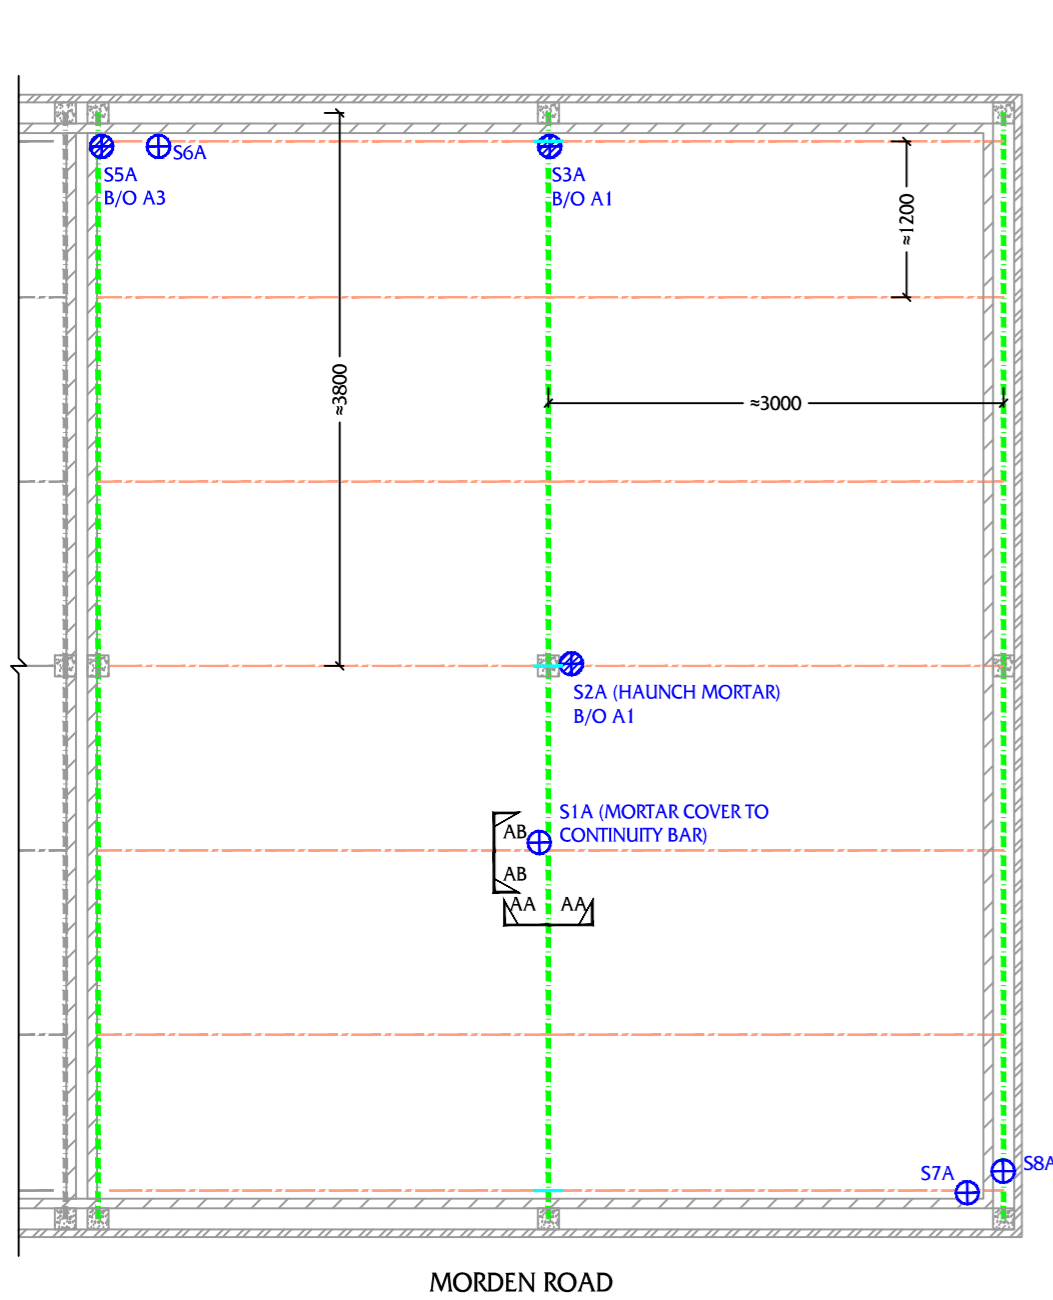 S6A
S5A
B/O A3
S3A
B/O A1
≈1200
≈3800
≈3000
S2A (HAUNCH MORTAR)
B/O A1
S1A (MORTAR COVER TO
CONTINUITY BAR)
AB
AB
AA AA
S7A
S8A
MORDEN ROAD